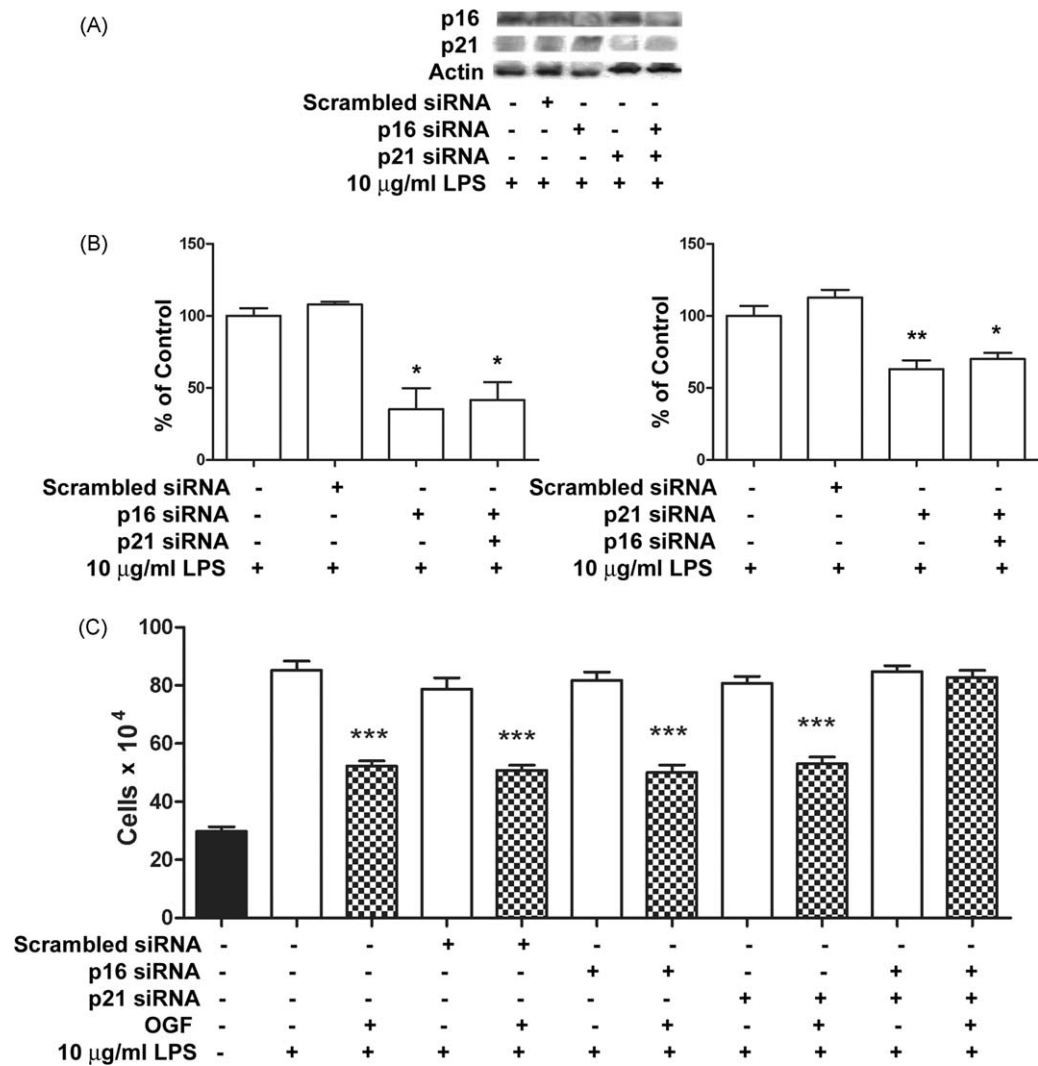 (A)
p16
p21
Actin
Scrambled siRNA - + - - -
p16 siRNA - - + - +
p21 siRNA - - - + +
10 μg/ml LPS + + + + +
(B)
% of Control
150
100
50
0
* *
Scrambled siRNA - + - -
p16 siRNA - - + +
p21 siRNA - - - +
10 μg/ml LPS + + + +
% of Control
150
100
50
0
** *
Scrambled siRNA - + - -
p21 siRNA - - + +
p16 siRNA - - - +
10 μg/ml LPS + + + +
(C)
Cells x 10⁴
100
80
60
40
20
0
*** *** *** ***
Scrambled siRNA - - - + + - - - - - -
p16 siRNA - - - - - + + - - + +
p21 siRNA - - - - - - - + + + +
OGF - - + - + - + - + - +
10 μg/ml LPS - + + + + + + + + + +